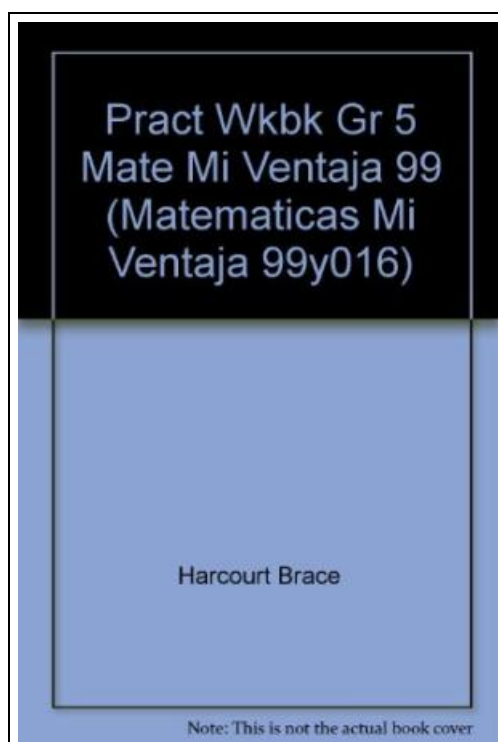 Pract Wkbk Gr 5
Mate Mi Ventaja 99
(Matematicas Mi
Ventaja 99y016)
Harcourt Brace
Note: This is not the actual book cover